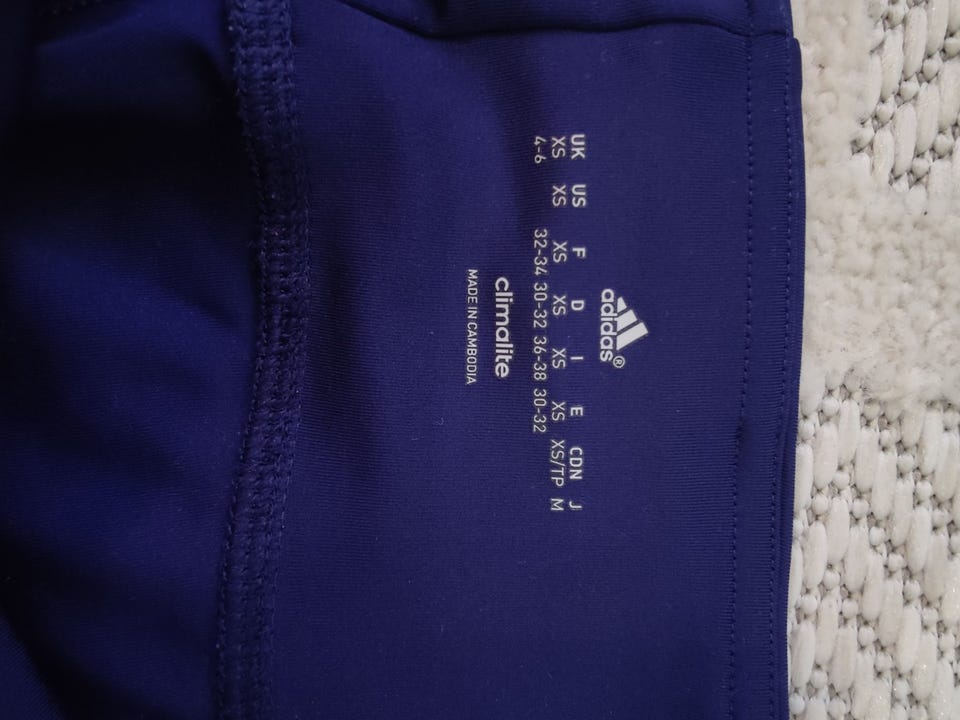 adidas®
UK US F D I E CDN J
XS XS XS XS XS XS XS/TP M
4-6 32-34 30-32 36-38 30-32
climalite
MADE IN CAMBODIA